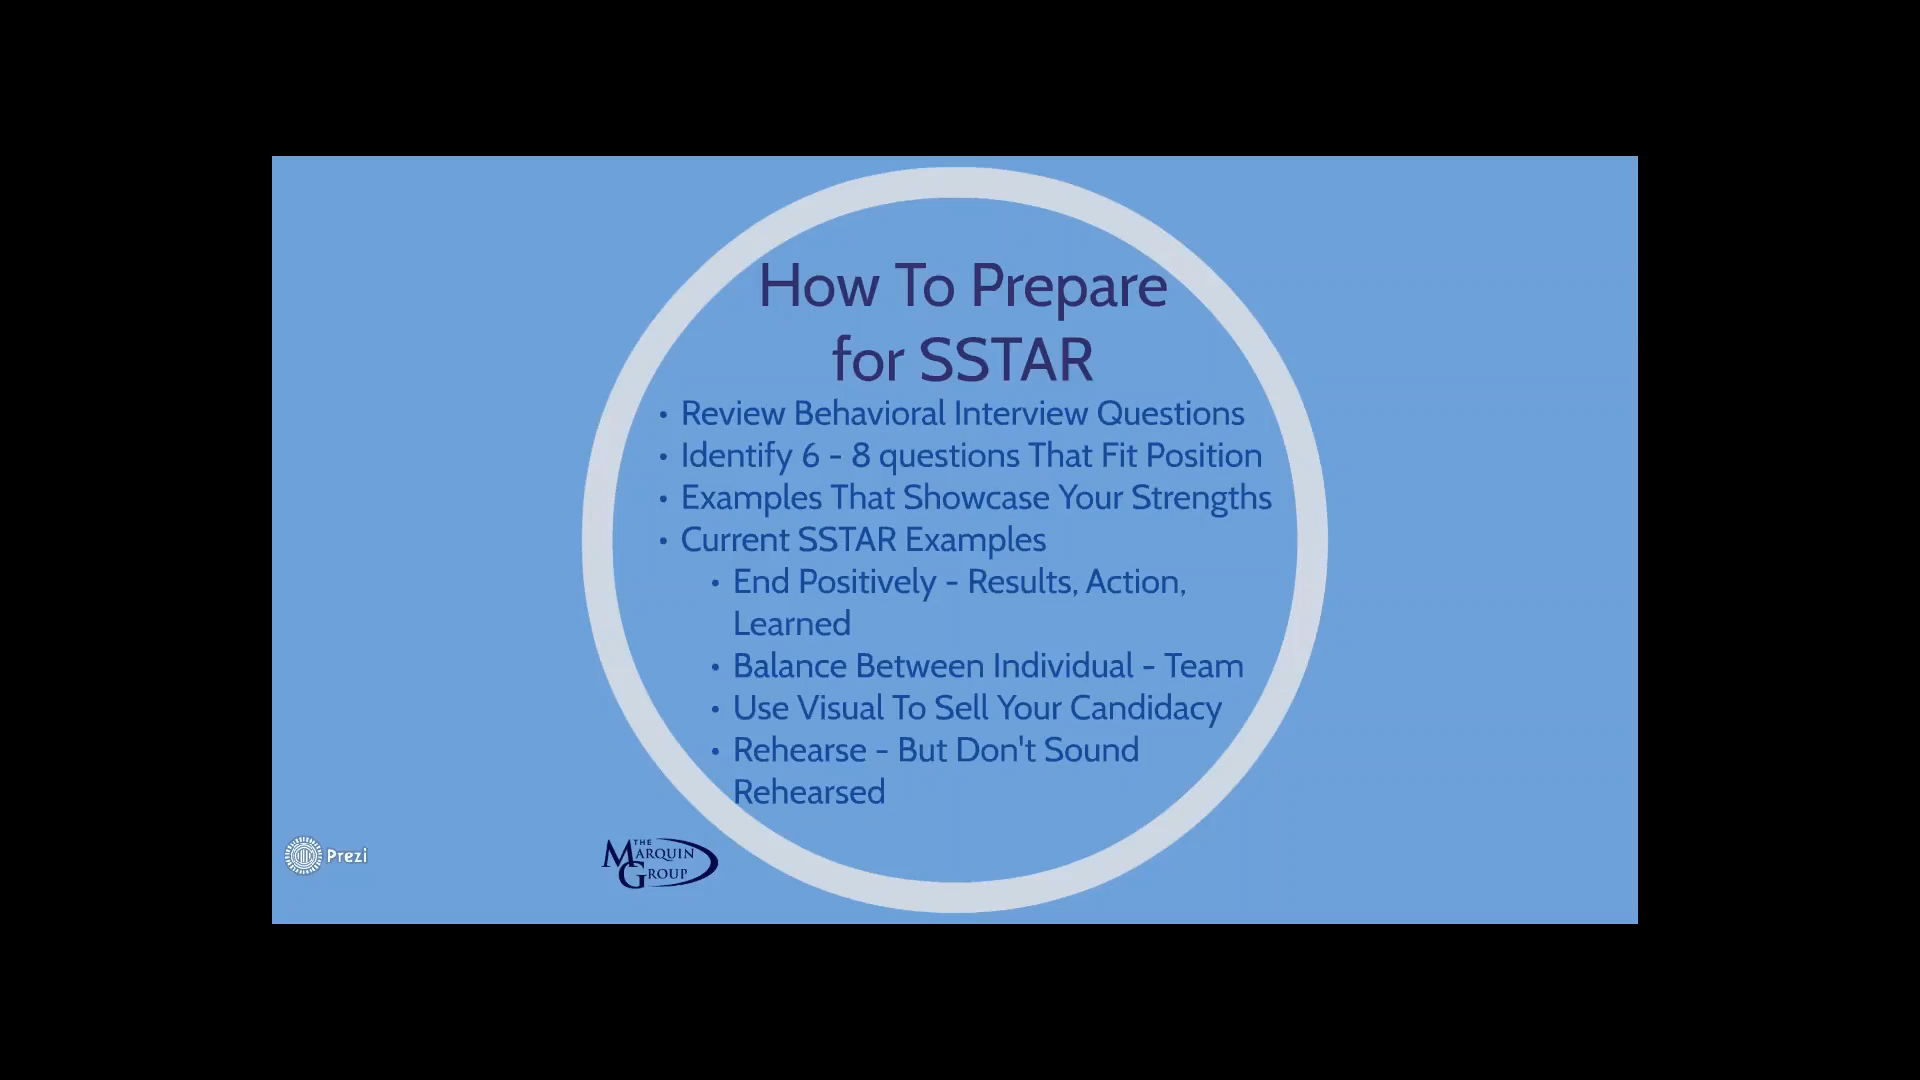 How To Prepare
for SSTAR
• Review Behavioral Interview Questions
• Identify 6 - 8 questions That Fit Position
• Examples That Showcase Your Strengths
• Current SSTAR Examples
• End Positively - Results, Action,
Learned
• Balance Between Individual - Team
• Use Visual To Sell Your Candidacy
• Rehearse - But Don't Sound
Rehearsed
Prezi
THE
MARQUIN
GROUP